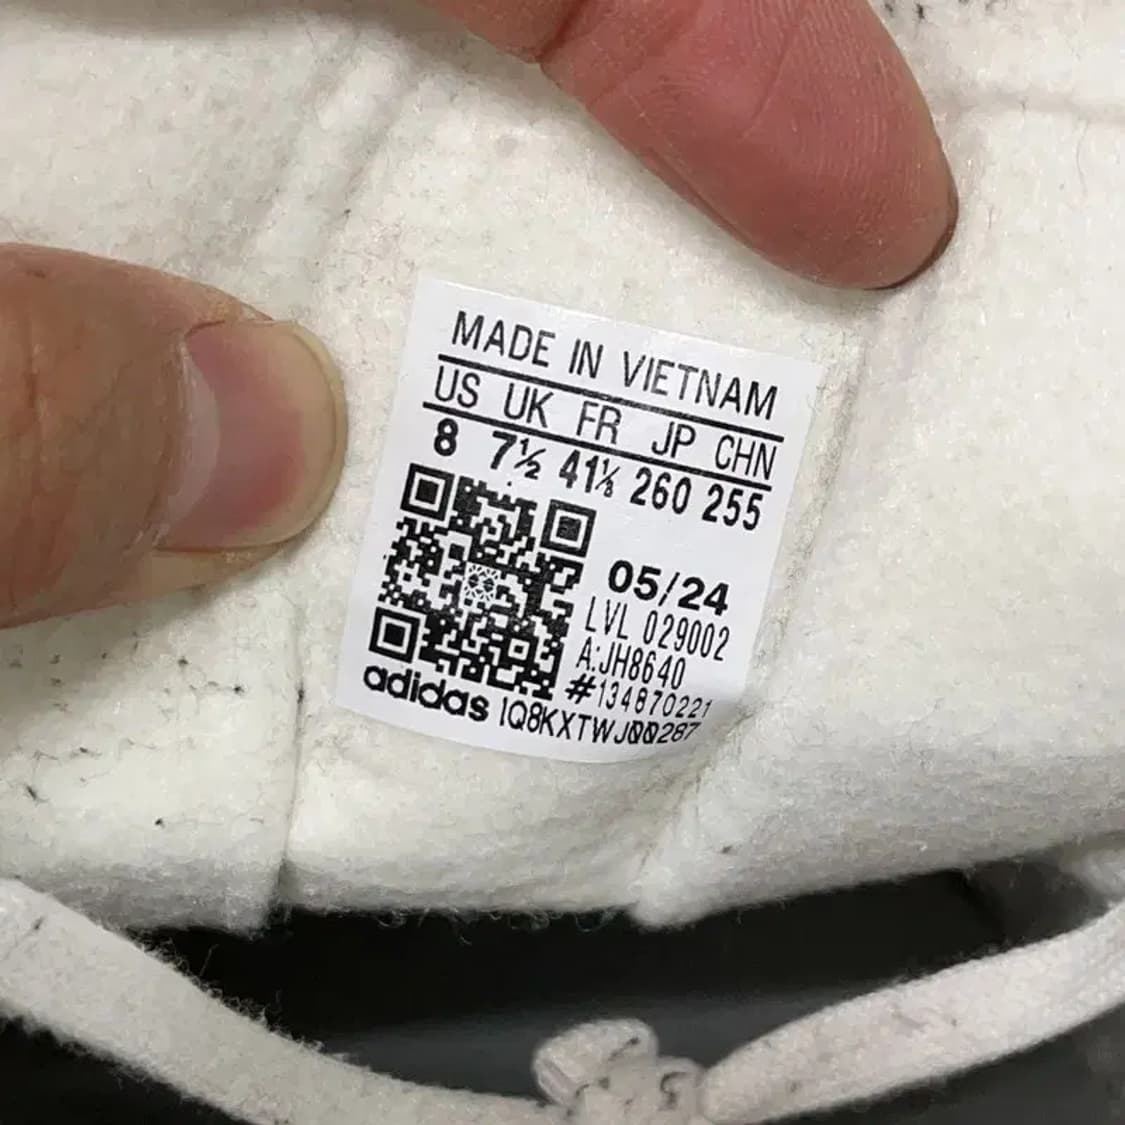 MADE IN VIETNAM
US UK FR JP CHN
8 7½ 41⅓ 260 255
05/24
LVL 029002
A:JH8640
#134870221
adidas 1Q8KXTWJ00287